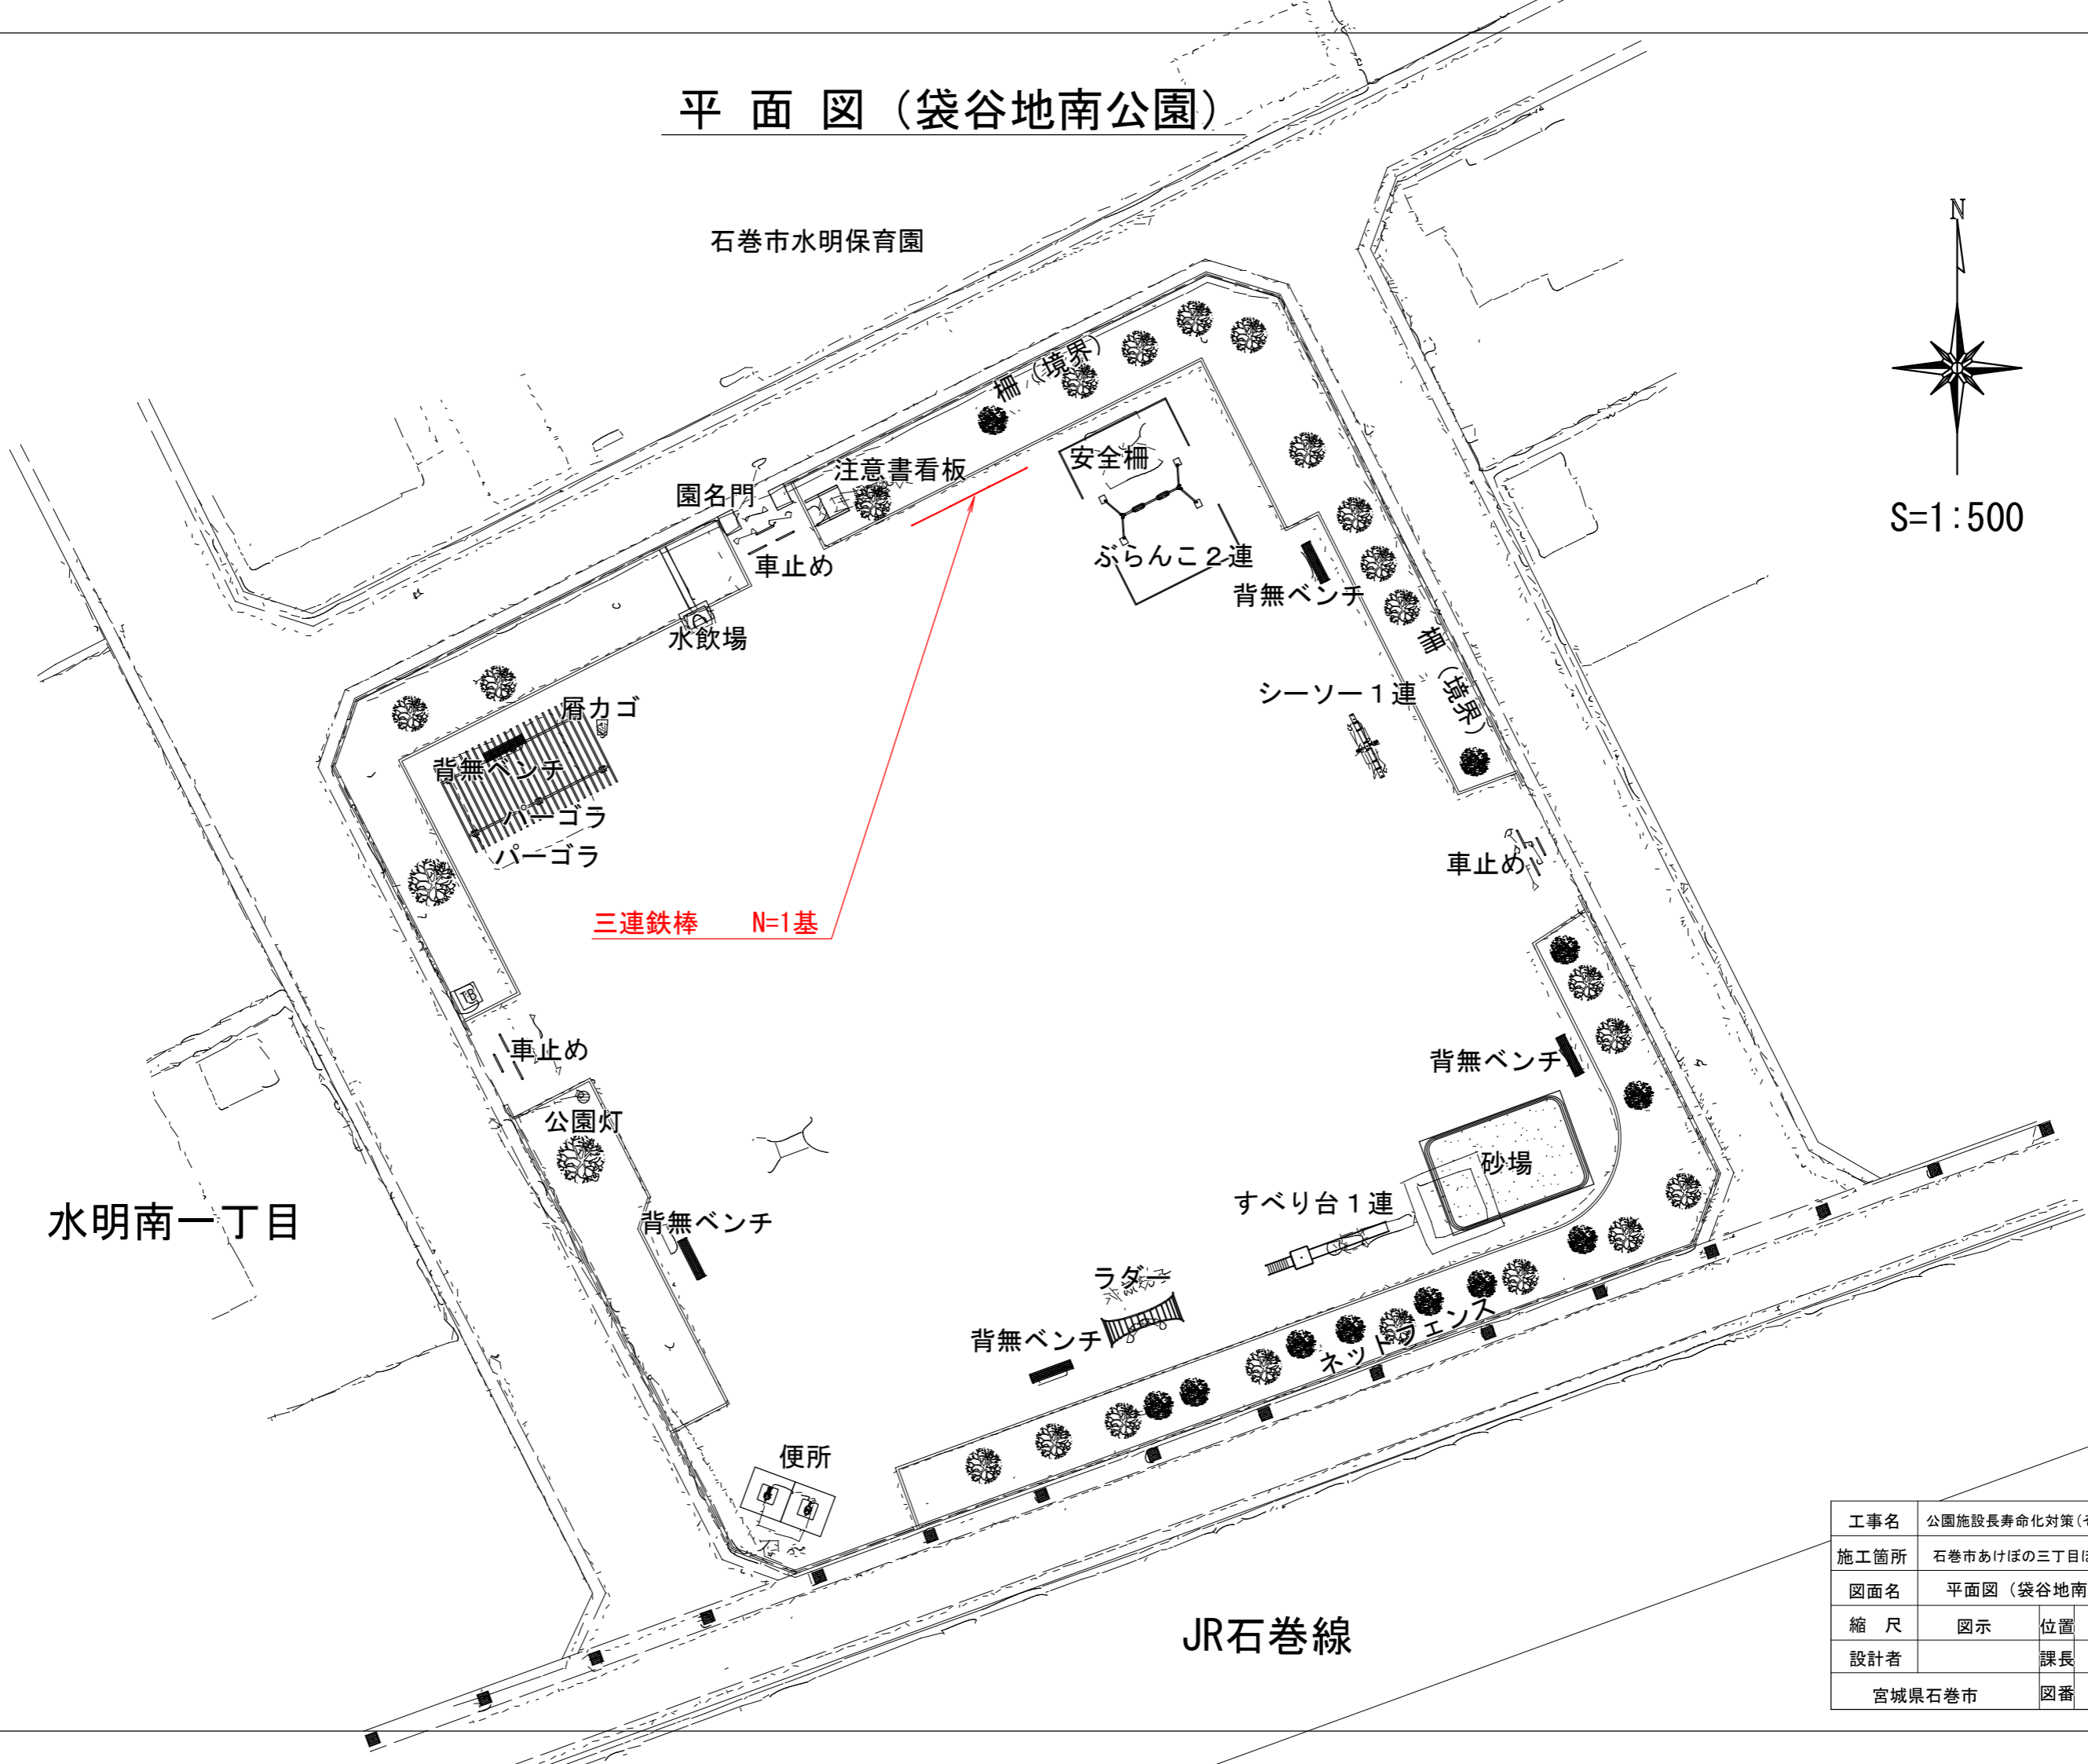 平面図（袋谷地南公園）
N
石巻市水明保育園
S=1:500
柵（境界）
安全柵
注意書看板
園名門
車止め
ぶらんこ２連
背無ベンチ
水飲場
柵（境界）
シーソー１連
屑カゴ
背無ベンチ
パーゴラ
パーゴラ
車止め
三連鉄棒　N=1基
TB
車止め
背無ベンチ
公園灯
砂場
すべり台１連
水明南一丁目
背無ベンチ
ラダー
背無ベンチ
ネットフェンス
便所
JR石巻線
工事名 公園施設長寿命化対策（そ
施工箇所 石巻市あけぼの三丁目ほ
図面名 平面図（袋谷地南
縮尺 図示 位置
設計者 課長
宮城県石巻市 図番